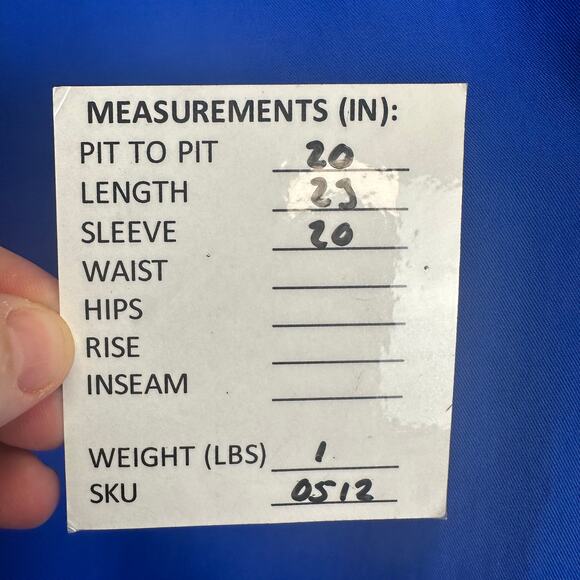 MEASUREMENTS (IN):
PIT TO PIT 20
LENGTH
SLEEVE 20
WAIST
HIPS
RISE
INSEAM
WEIGHT (LBS) 1
SKU 0512